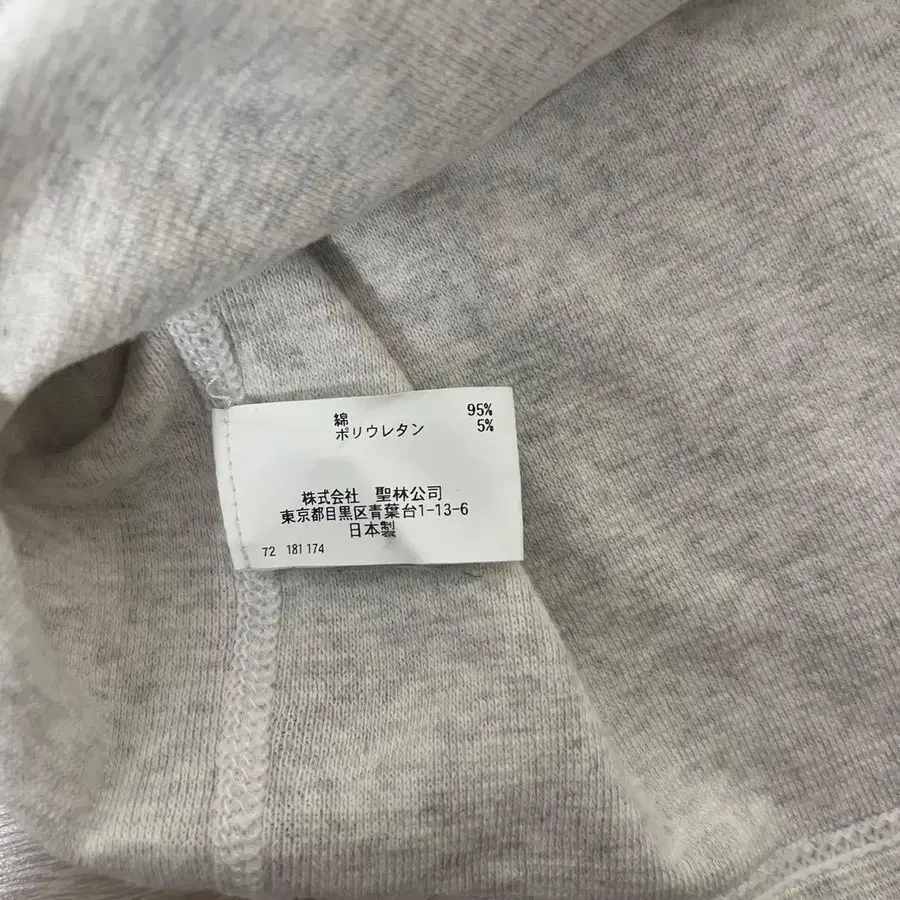 綿 95%
ポリウレタン 5%
株式会社 聖林公司
東京都目黒区青葉台1-13-6
日本製
72 181 174